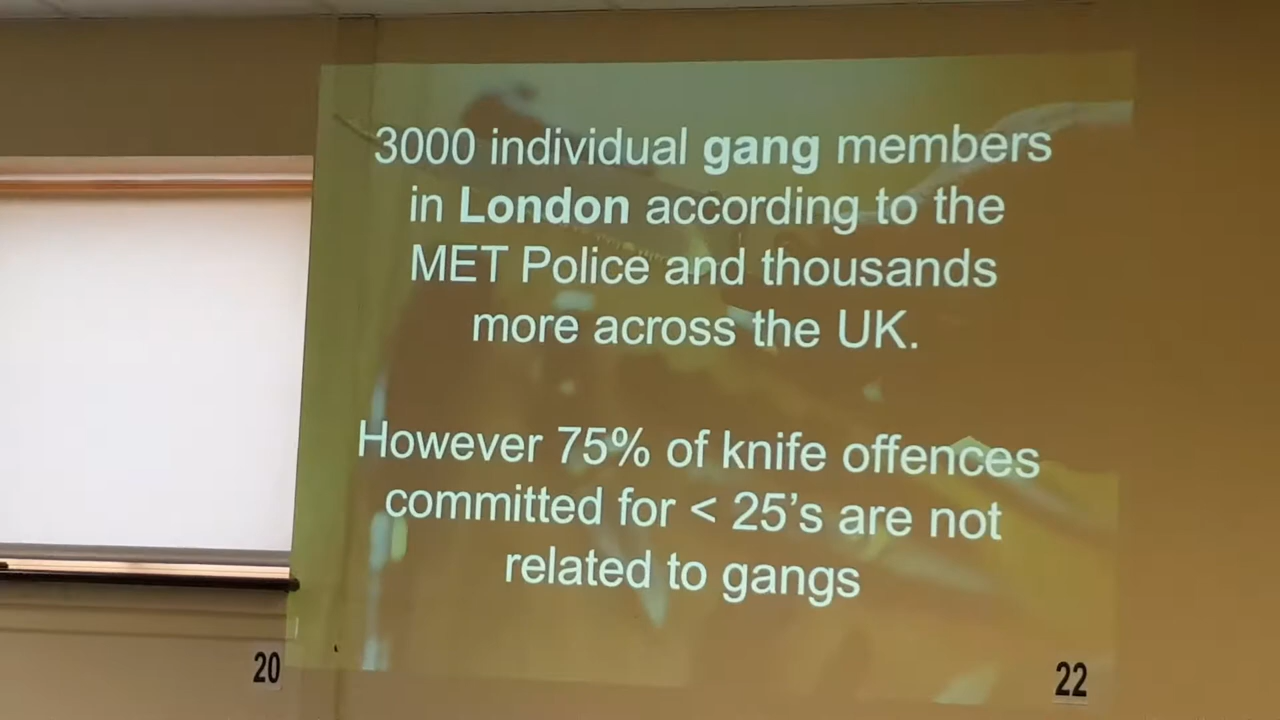 3000 individual gang members
in London according to the
MET Police and thousands
more across the UK.
However 75% of knife offences
committed for < 25's are not
related to gangs
20
22